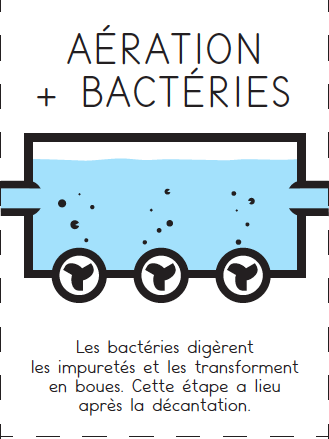 AÉRATION
+ BACTÉRIES
Les bactéries digèrent
les impuretés et les transforment
en boues. Cette étape a lieu
après la décantation.